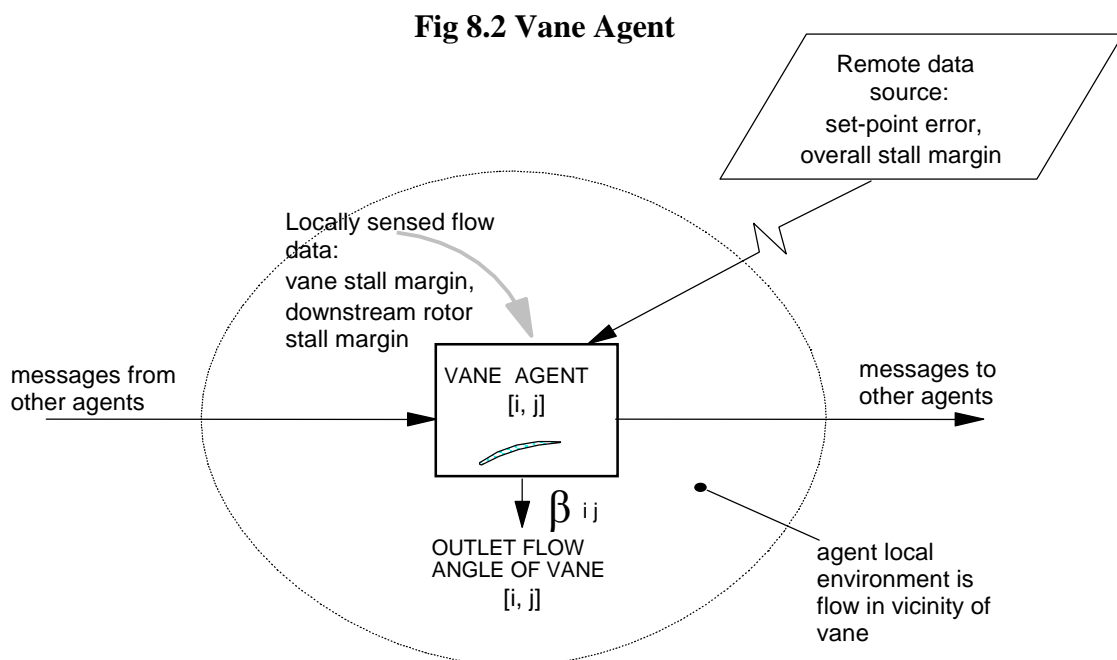 Fig 8.2 Vane Agent
Remote data
source:
set-point error,
overall stall margin
Locally sensed flow
data:
vane stall margin,
downstream rotor
stall margin
messages from
other agents
VANE AGENT
[i, j]
messages to
other agents
β i j
OUTLET FLOW
ANGLE OF VANE
[i, j]
agent local
environment is
flow in vicinity of
vane